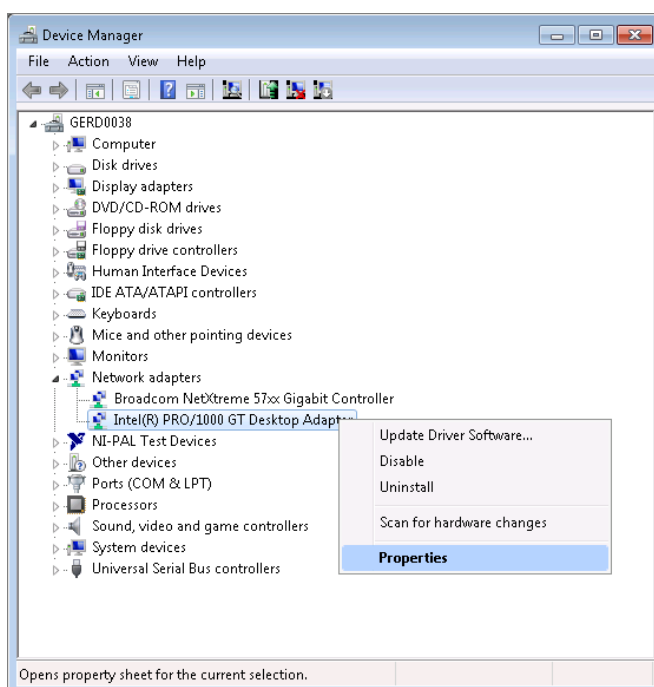 Device Manager
File Action View Help
GERD0038
Computer
Disk drives
Display adapters
DVD/CD-ROM drives
Floppy disk drives
Floppy drive controllers
Human Interface Devices
IDE ATA/ATAPI controllers
Keyboards
Mice and other pointing devices
Monitors
Network adapters
Broadcom NetXtreme 57xx Gigabit Controller
Intel(R) PRO/1000 GT Desktop Adapter
NI-PAL Test Devices
Other devices
Ports (COM & LPT)
Processors
Sound, video and game controllers
System devices
Universal Serial Bus controllers
Update Driver Software...
Disable
Uninstall
Scan for hardware changes
Properties
Opens property sheet for the current selection.